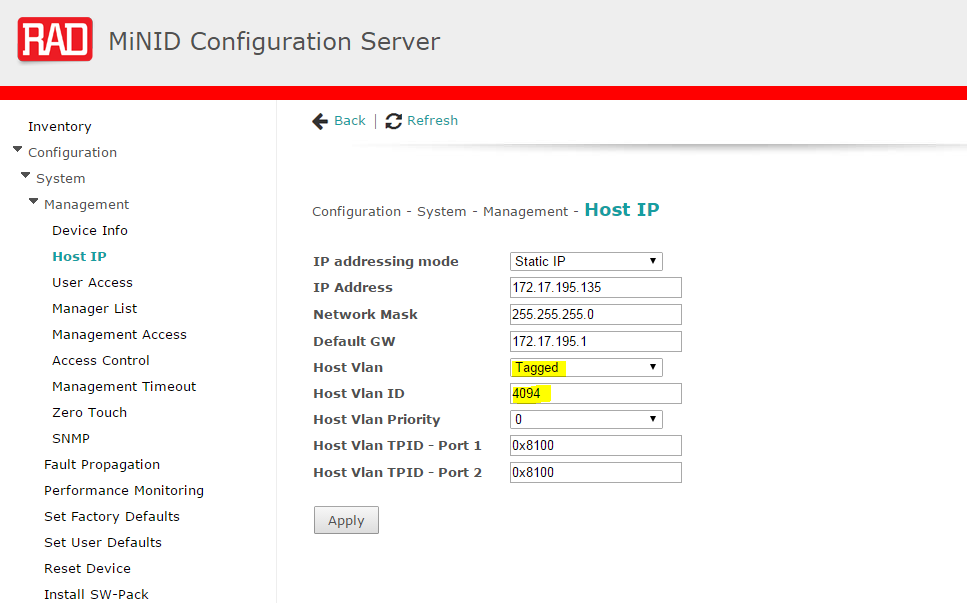 RAD MiNID Configuration Server
Back | Refresh
Inventory
Configuration
System
Management
Device Info
Host IP
User Access
Manager List
Management Access
Access Control
Management Timeout
Zero Touch
SNMP
Fault Propagation
Performance Monitoring
Set Factory Defaults
Set User Defaults
Reset Device
Install SW-Pack
Configuration - System - Management - Host IP
IP addressing mode Static IP
IP Address 172.17.195.135
Network Mask 255.255.255.0
Default GW 172.17.195.1
Host Vlan Tagged
Host Vlan ID 4094
Host Vlan Priority 0
Host Vlan TPID - Port 1 0x8100
Host Vlan TPID - Port 2 0x8100
Apply